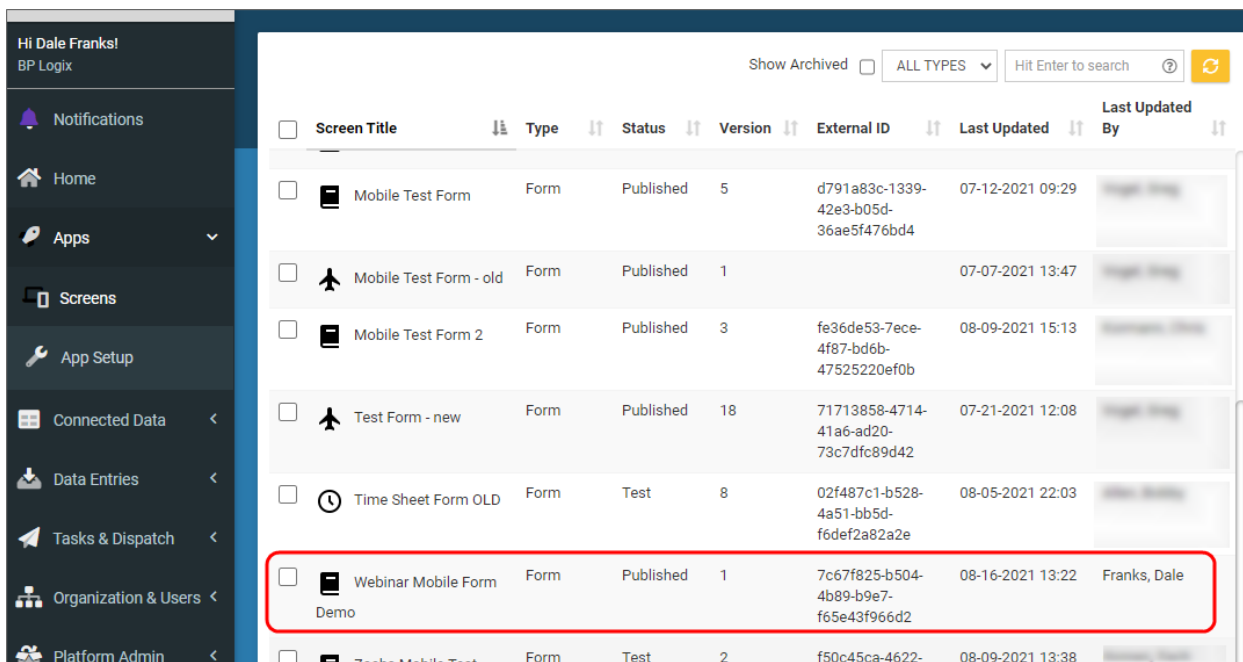 Hi Dale Franks!
BP Logix
Notifications
Home
Apps
Screens
App Setup
Connected Data
Data Entries
Tasks & Dispatch
Organization & Users
Platform Admin
Show Archived ALL TYPES Hit Enter to search
Last Updated
Screen Title Type Status Version External ID Last Updated By
Mobile Test Form Form Published 5 d791a83c-1339- 07-12-2021 09:29
42e3-b05d-
36ae5f476bd4
Mobile Test Form - old Form Published 1 07-07-2021 13:47
Mobile Test Form 2 Form Published 3 fe36de53-7ece- 08-09-2021 15:13
4f87-bd6b-
47525220ef0b
Test Form - new Form Published 18 71713858-4714- 07-21-2021 12:08
41a6-ad20-
73c7dfc89d42
Time Sheet Form OLD Form Test 8 02f487c1-b528- 08-05-2021 22:03
4a51-bb5d-
f6def2a82a2e
Webinar Mobile Form Form Published 1 7c67f825-b504- 08-16-2021 13:22 Franks, Dale
Demo 4b89-b9e7-
f65e43f966d2
Mobile Test Form Test 2 f50c45ca-4622- 08-09-2021 13:38